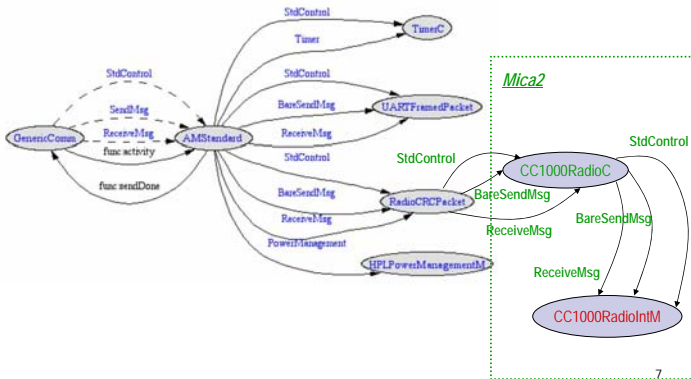 StdControl
TimerC
Timer
Mica2
StdControl
StdControl
SendMsg
BareSendMsg
UARTFramedPacket
ReceiveMsg
GenericComm
AMStandard
ReceiveMsg
StdControl
func activity
StdControl
StdControl
CC1000RadioC
func sendDone
BareSendMsg
BareSendMsg
RadioCRCPacket
ReceiveMsg
BareSendMsg
ReceiveMsg
PowerManagement
HPLPowerManagementM
ReceiveMsg
CC1000RadioIntM
7